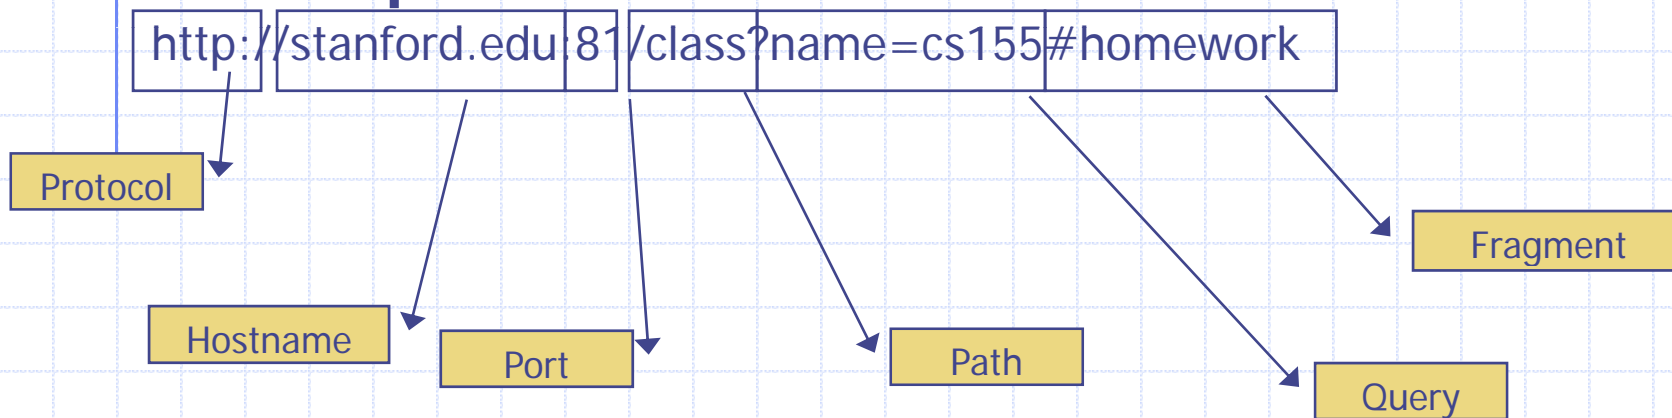 http://stanford.edu:81/class?name=cs155#homework
Protocol
Fragment
Hostname
Port
Path
Query